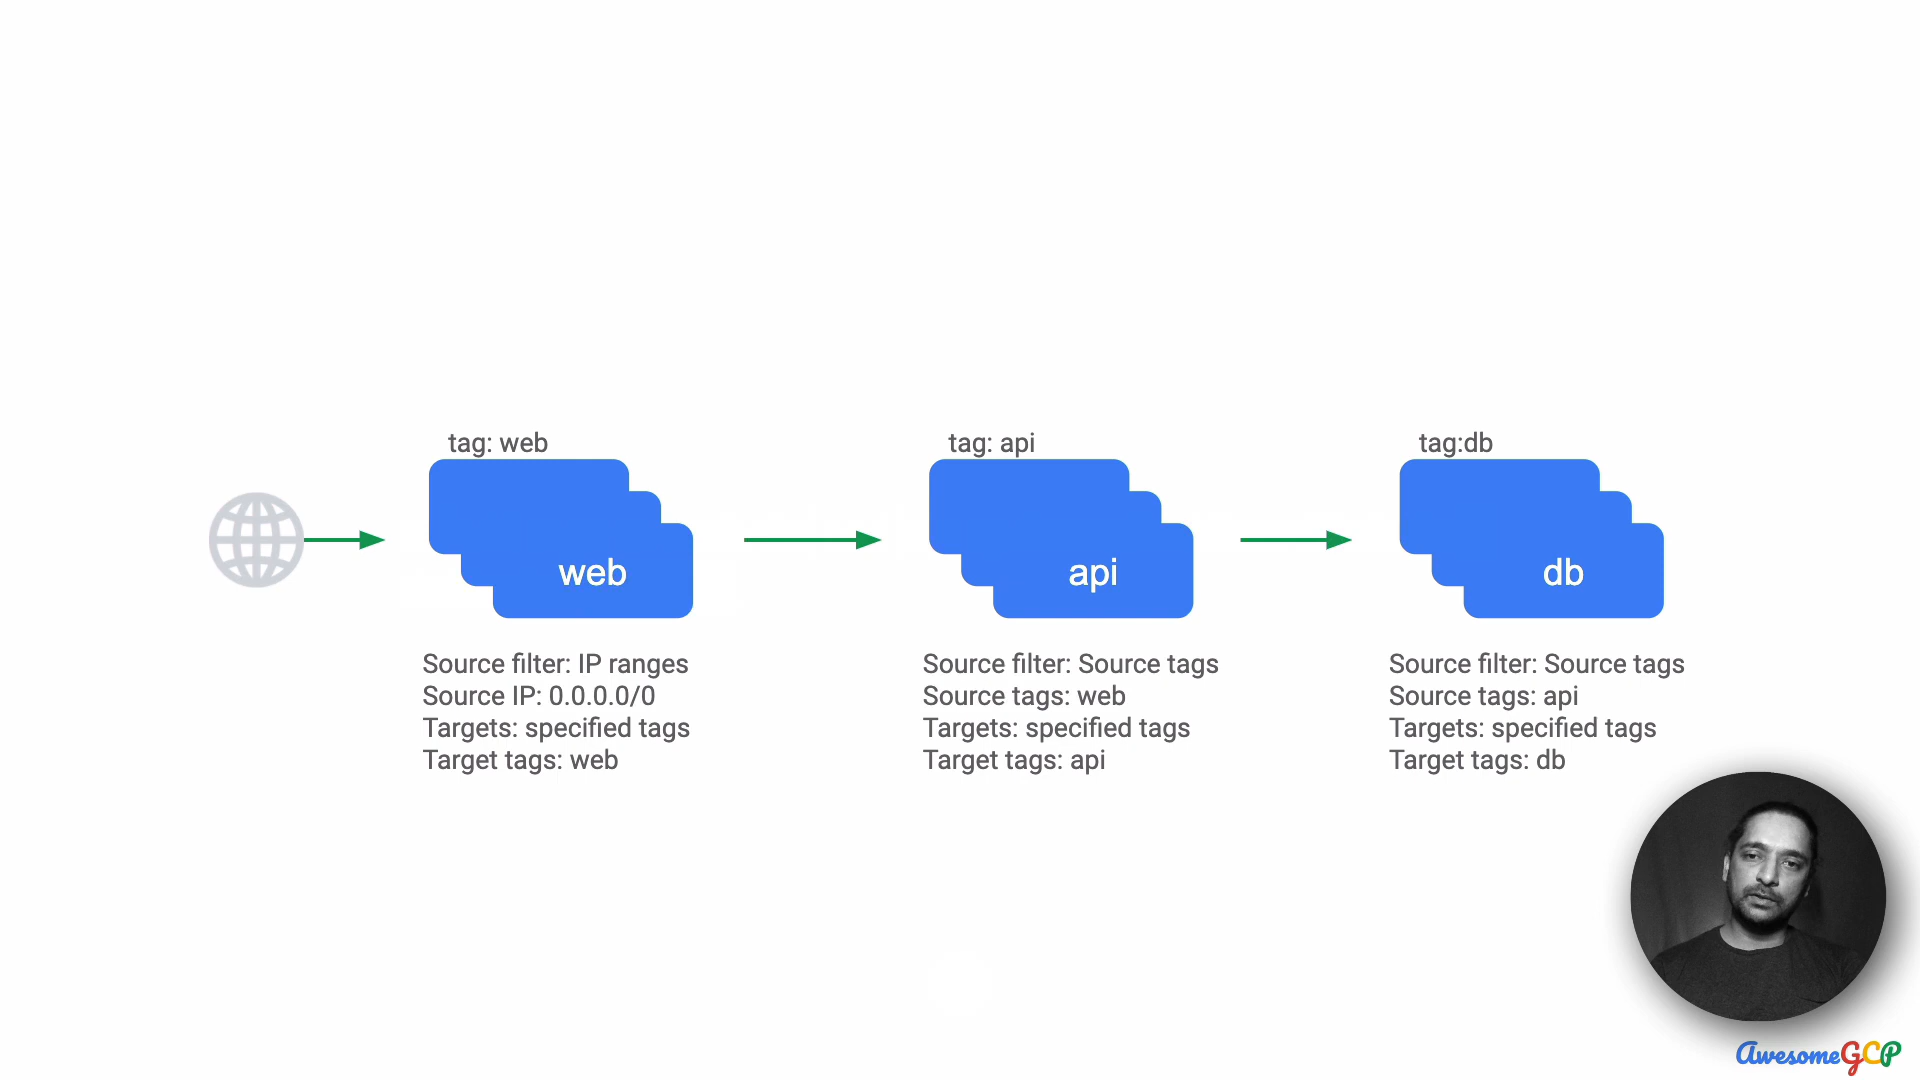 tag: web
tag: api
tag:db
web
api
db
Source filter: IP ranges
Source IP: 0.0.0.0/0
Targets: specified tags
Target tags: web
Source filter: Source tags
Source tags: web
Targets: specified tags
Target tags: api
Source filter: Source tags
Source tags: api
Targets: specified tags
Target tags: db
AwesomeGCP